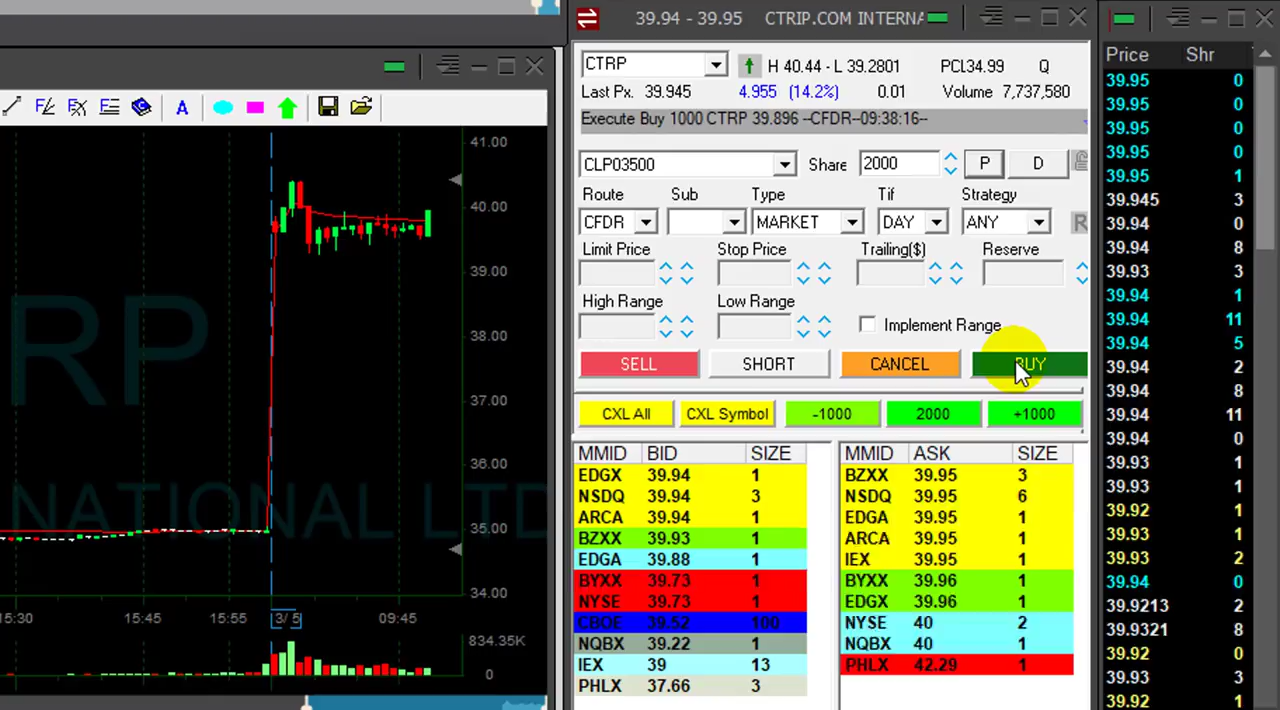 39.94 - 39.95 CTRIP.COM INTERNA
CTRP H 40.44 - L 39.2801 PCL34.99 Q
Last Px. 39.945 4.955 (14.2%) 0.01 Volume 7,737,580
Execute Buy 1000 CTRP 39.896 --CFDR--09:38:16--
CLP03500 Share 2000 P D
Route Sub Type Tif Strategy
CFDR MARKET DAY ANY R
Limit Price Stop Price Trailing($) Reserve
High Range Low Range
Implement Range
SELL SHORT CANCEL BUY
CXL All CXL Symbol -1000 2000 +1000
MMID BID SIZE
EDGX 39.94 1
NSDQ 39.94 3
ARCA 39.94 1
BZXX 39.93 1
EDGA 39.88 1
BYXX 39.73 1
NYSE 39.73 1
CBOE 39.52 100
NQBX 39.22 1
IEX 39 13
PHLX 37.66 3
MMID ASK SIZE
BZXX 39.95 3
NSDQ 39.95 6
EDGA 39.95 1
ARCA 39.95 1
IEX 39.95 1
BYXX 39.96 1
EDGX 39.96 1
NYSE 40 2
NQBX 40 1
PHLX 42.29 1
Price Shr
39.95 0
39.95 0
39.95 0
39.95 0
39.95 1
39.945 3
39.94 0
39.94 8
39.93 3
39.94 1
39.94 11
39.94 5
39.94 2
39.94 8
39.94 11
39.94 0
39.93 1
39.93 1
39.92 1
39.93 1
39.93 2
39.94 0
39.9213 2
39.9321 8
39.92 0
39.93 3
39.92 1
A
41.00
40.00
39.00
38.00
37.00
36.00
35.00
34.00
RP
NATIONAL LTD
15:30 15:45 15:55 3/ 5 09:45
834.35K
0